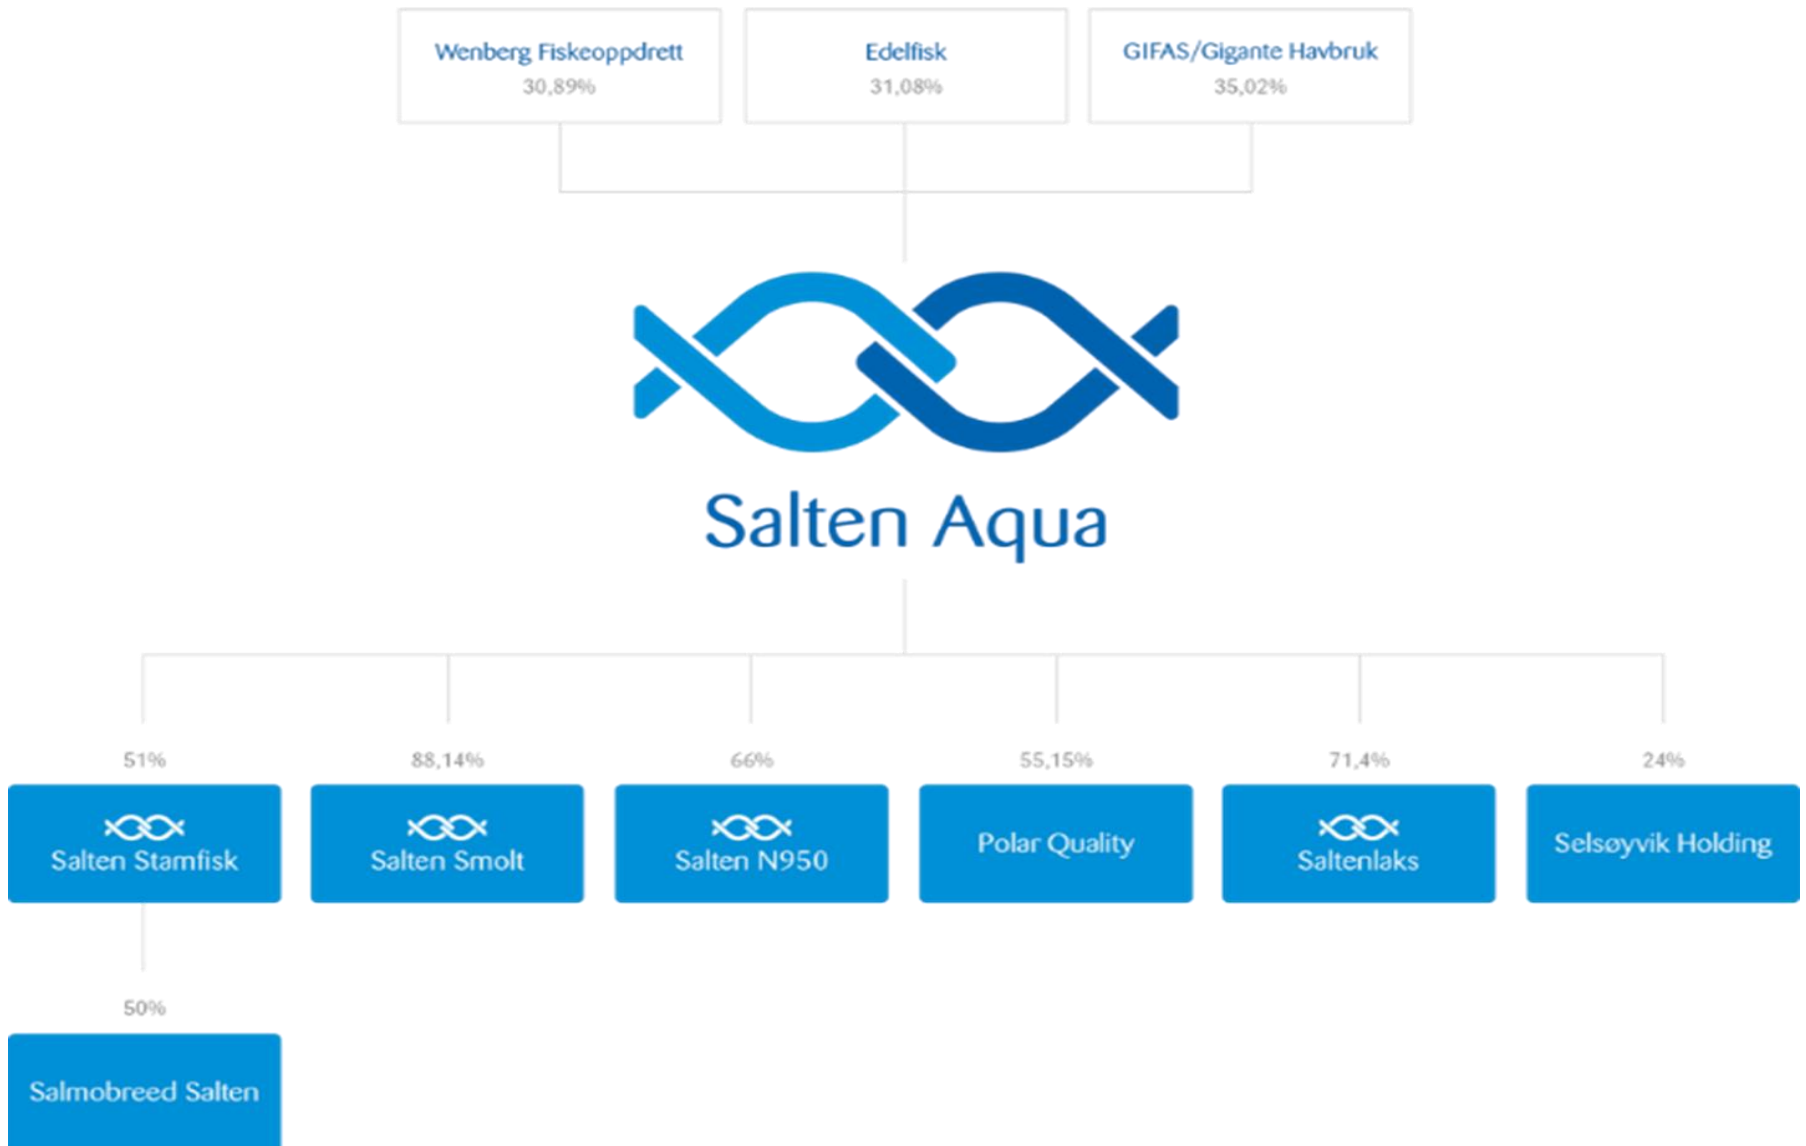 Wenberg Fiskeoppdrett
30,89%
Edelfisk
31,08%
GIFAS/Gigante Havbruk
35,02%
Salten Aqua
51%
88,14%
66%
55,15%
71,4%
24%
Salten Stamfisk
Salten Smolt
Salten N950
Polar Quality
Saltenlaks
Selsøyvik Holding
50%
Salmobreed Salten